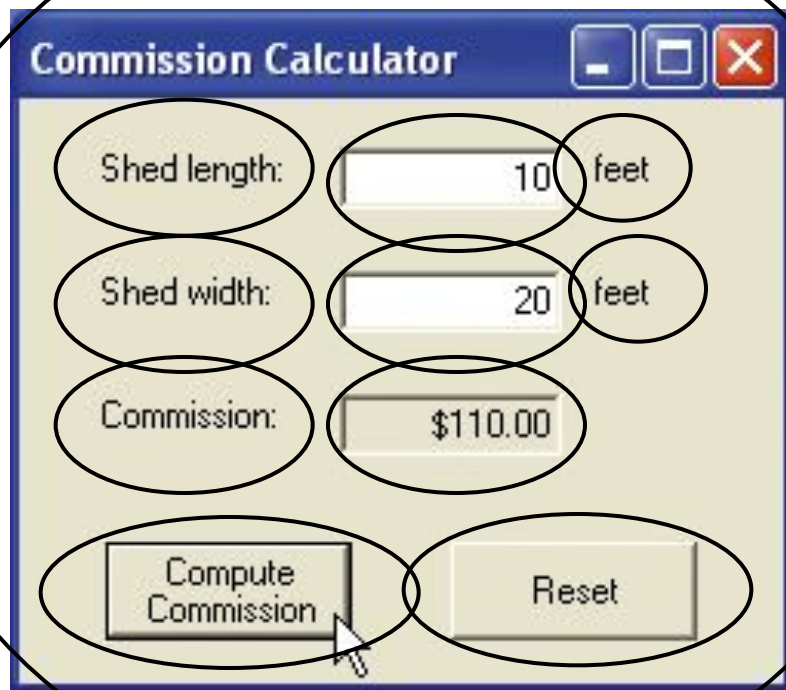 Commission Calculator
Shed length: 10 feet
Shed width: 20 feet
Commission: $110.00
Compute
Commission
Reset